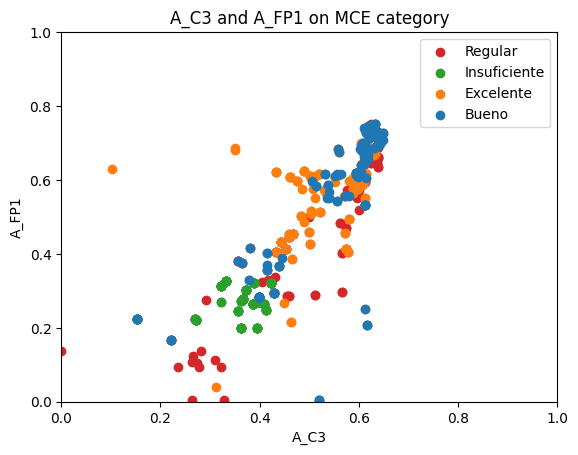 A_C3 and A_FP1 on MCE category
1.0
0.8
0.6
0.4
0.2
0.0
A_FP1
Regular
Insuficiente
Excelente
Bueno
0.0 0.2 0.4 0.6 0.8 1.0
A_C3